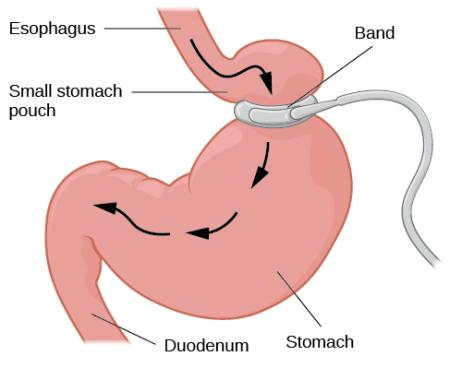 Esophagus
Band
Small stomach
pouch
Stomach
Duodenum